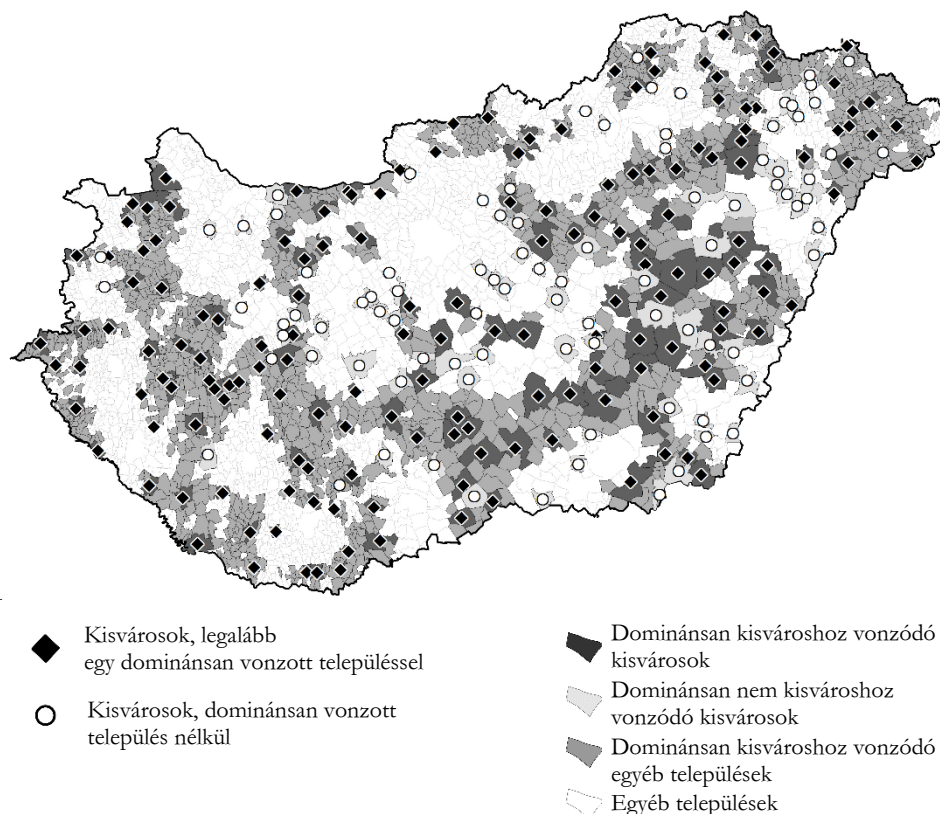 Kisvárosok, legalább
egy dominánsan vonzott településsel
Kisvárosok, dominánsan vonzott
település nélkül
Dominánsan kisvároshoz vonzódó
kisvárosok
Dominánsan nem kisvároshoz
vonzódó kisvárosok
Dominánsan kisvároshoz vonzódó
egyéb települések
Egyéb települések